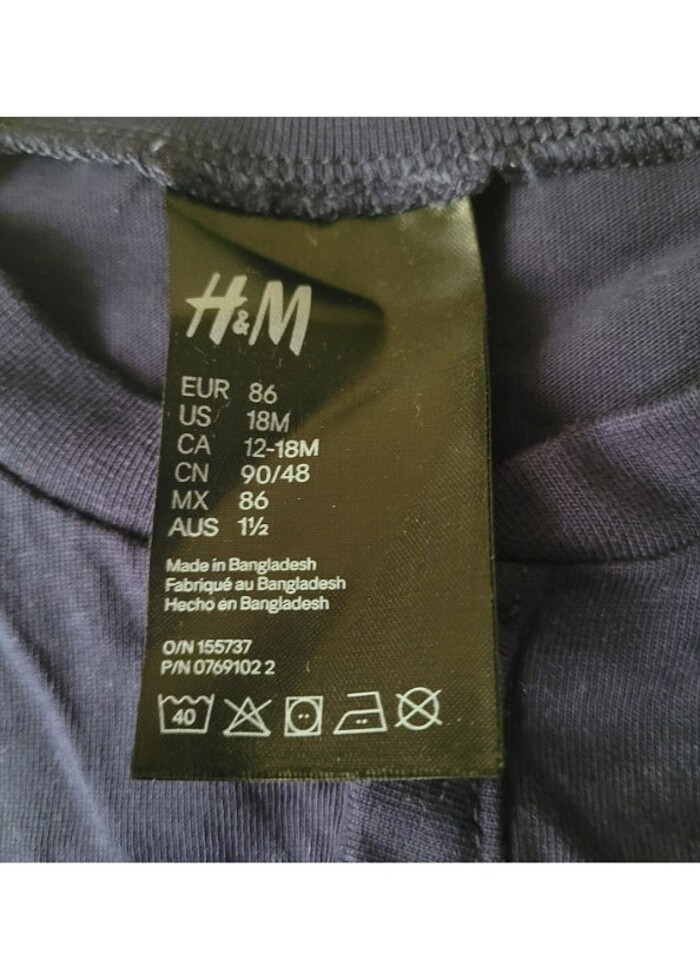 H&M
EUR 86
US 18M
CA 12-18M
CN 90/48
MX 86
AUS 1½
Made in Bangladesh
Fabriqué au Bangladesh
Hecho en Bangladesh
O/N 155737
P/N 0769102 2
40